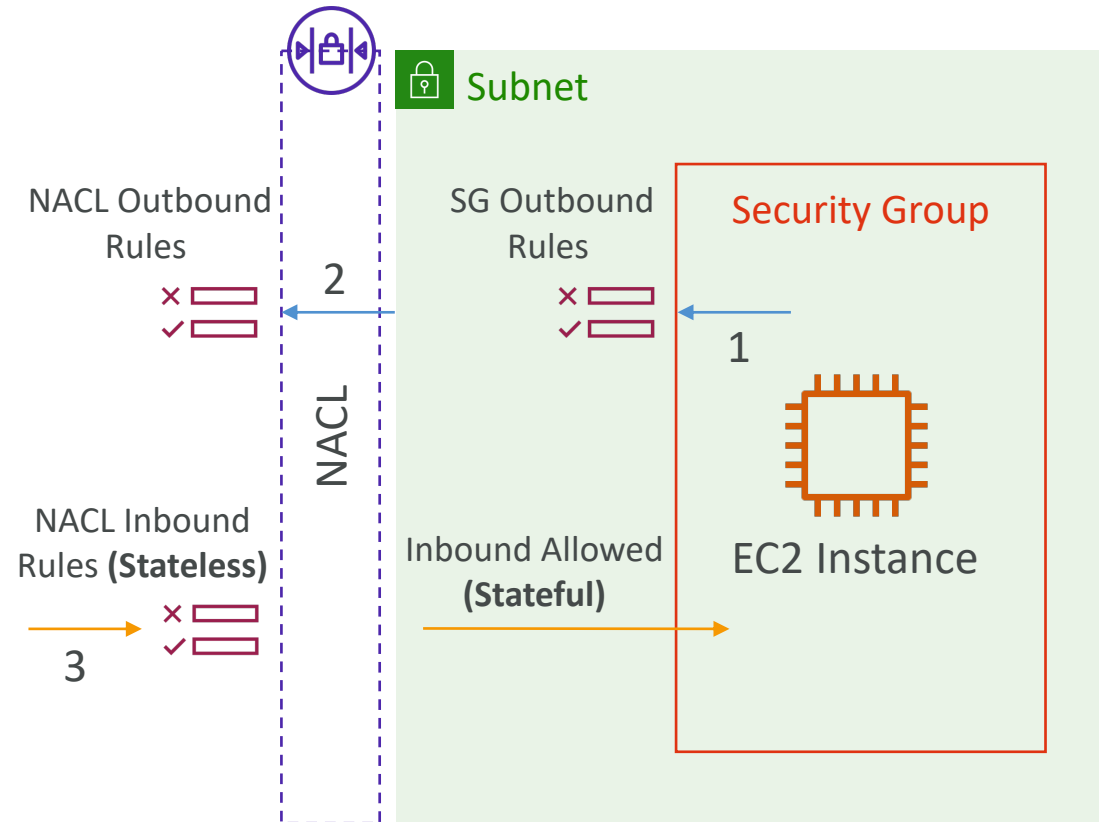 Subnet
NACL Outbound
Rules
SG Outbound
Rules
Security Group
2
1
NACL
NACL Inbound
Rules (Stateless)
Inbound Allowed
(Stateful)
EC2 Instance
3